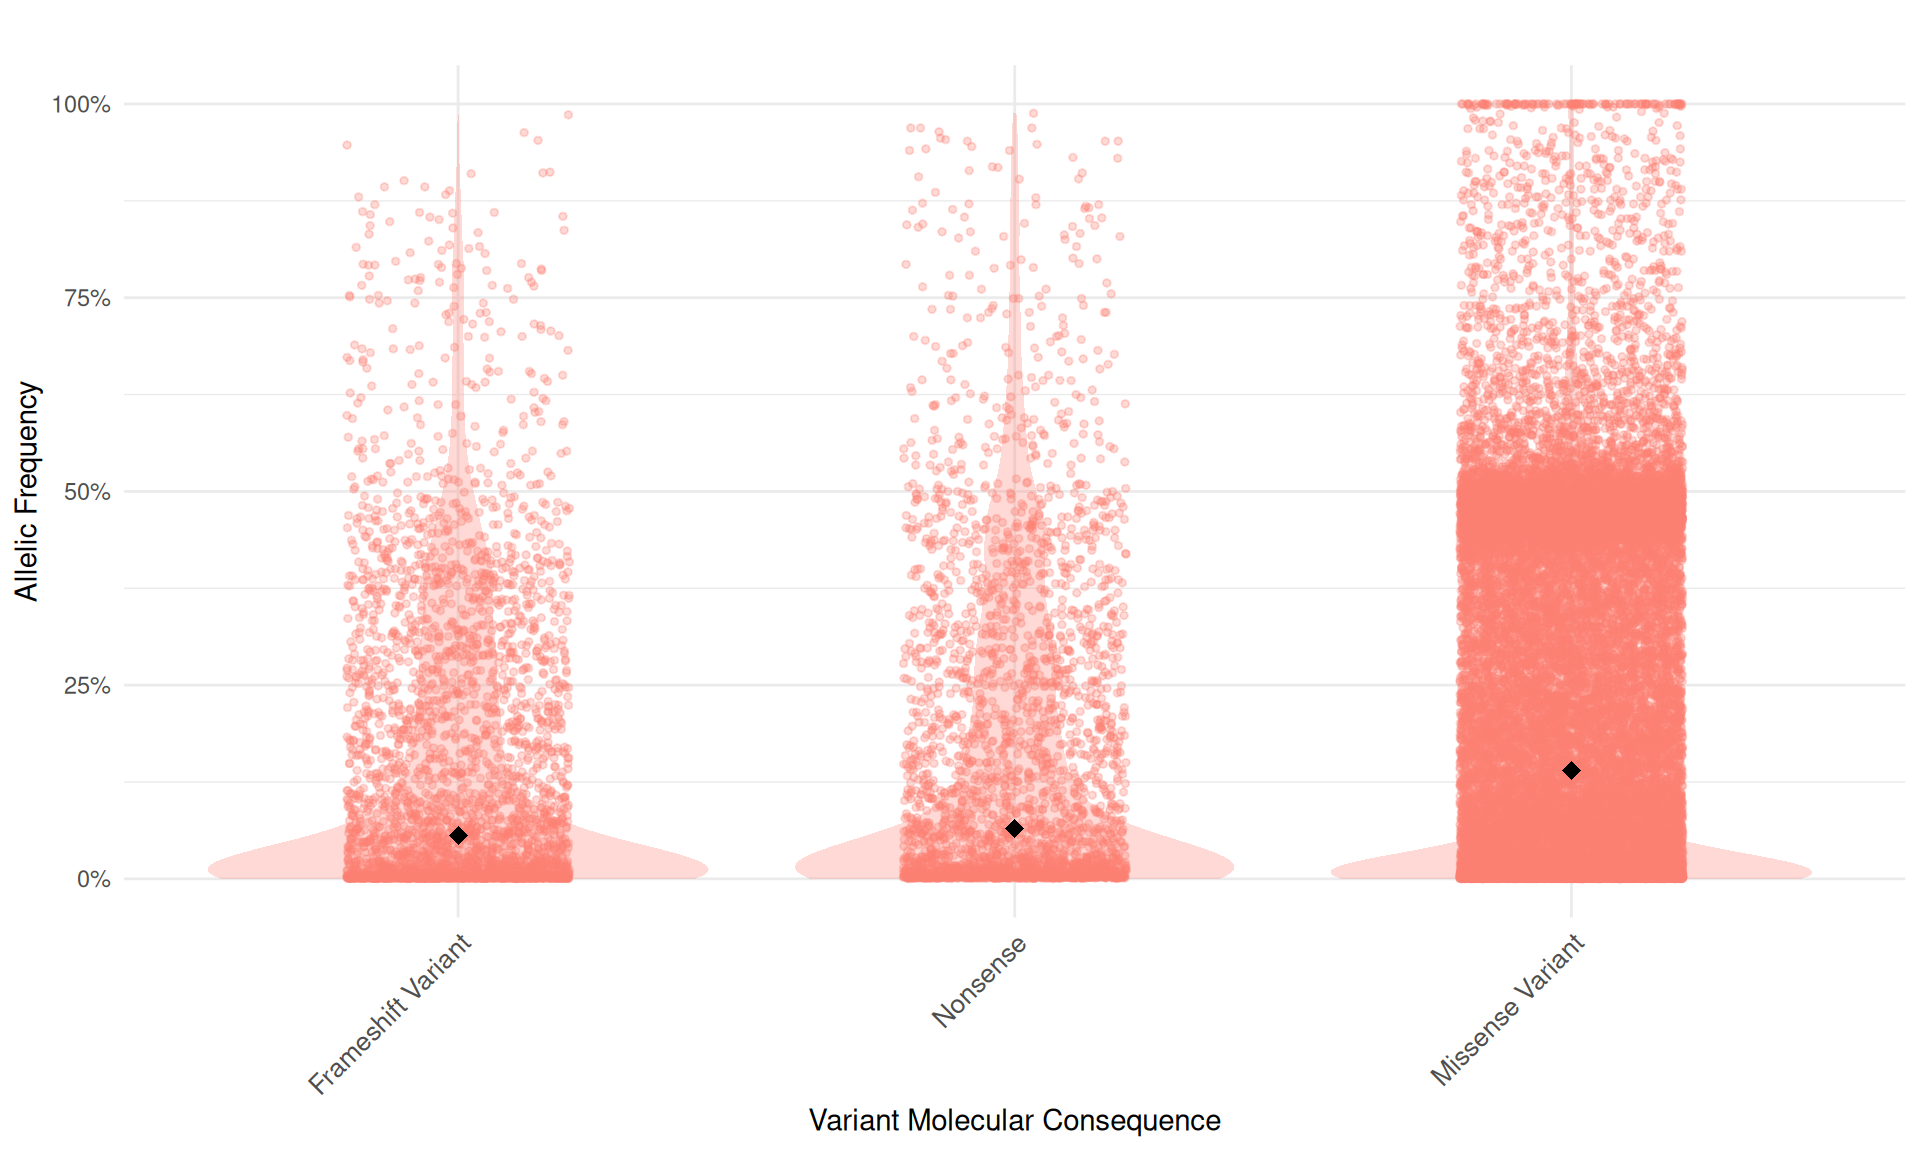 100%
75%
50%
25%
0%
Allelic Frequency
Frameshift Variant
Nonsense
Missense Variant
Variant Molecular Consequence